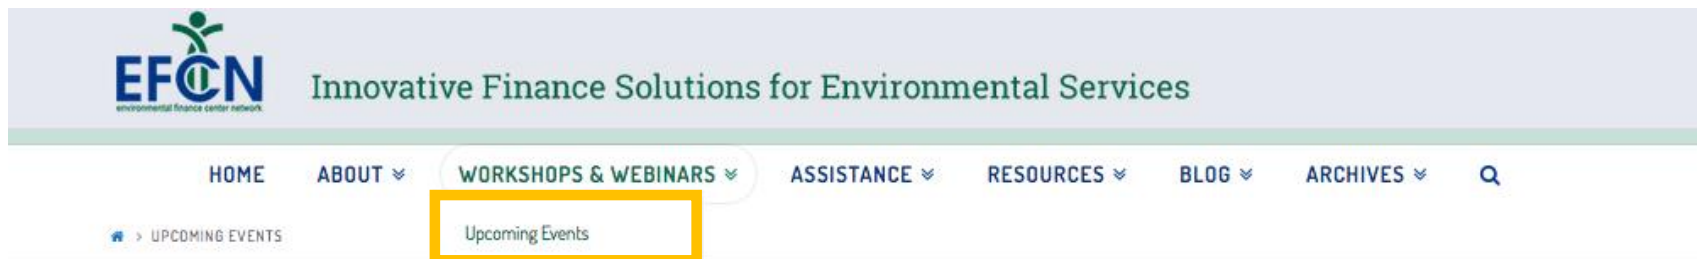 EFCN
environmental finance center network
Innovative Finance Solutions for Environmental Services
HOME ABOUT WORKSHOPS & WEBINARS ASSISTANCE RESOURCES BLOG ARCHIVES
> UPCOMING EVENTS
Upcoming Events